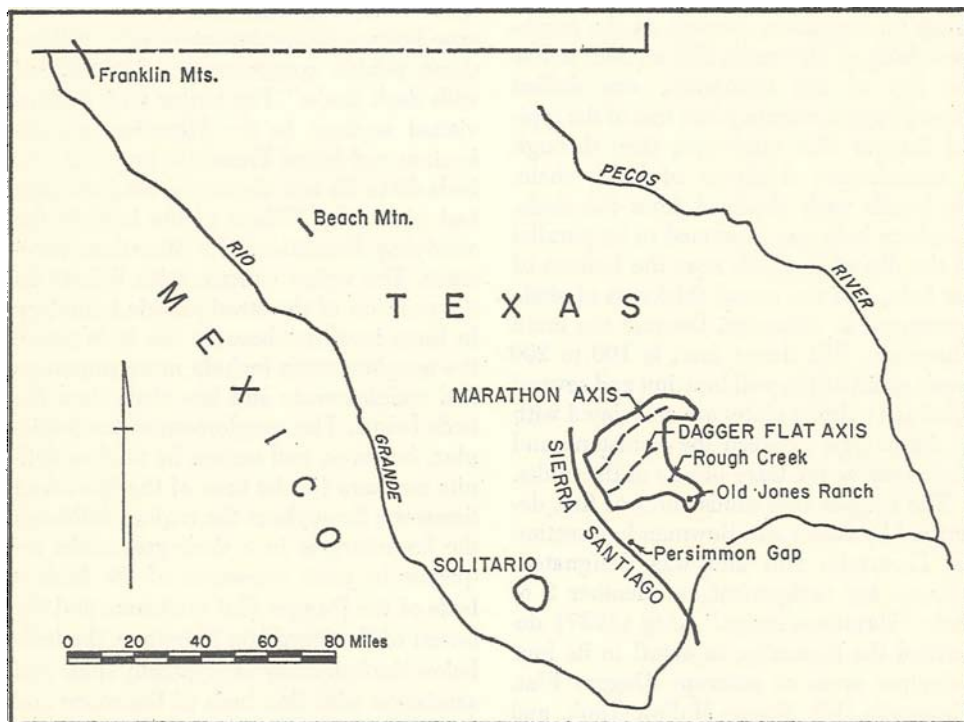 Franklin Mts.
Beach Mtn.
PECOS
RIVER
RIO
GRANDE
MEXICO
TEXAS
MARATHON AXIS
DAGGER FLAT AXIS
Rough Creek
Old Jones Ranch
SIERRA SANTIAGO
Persimmon Gap
SOLITARIO
0 20 40 80 Miles